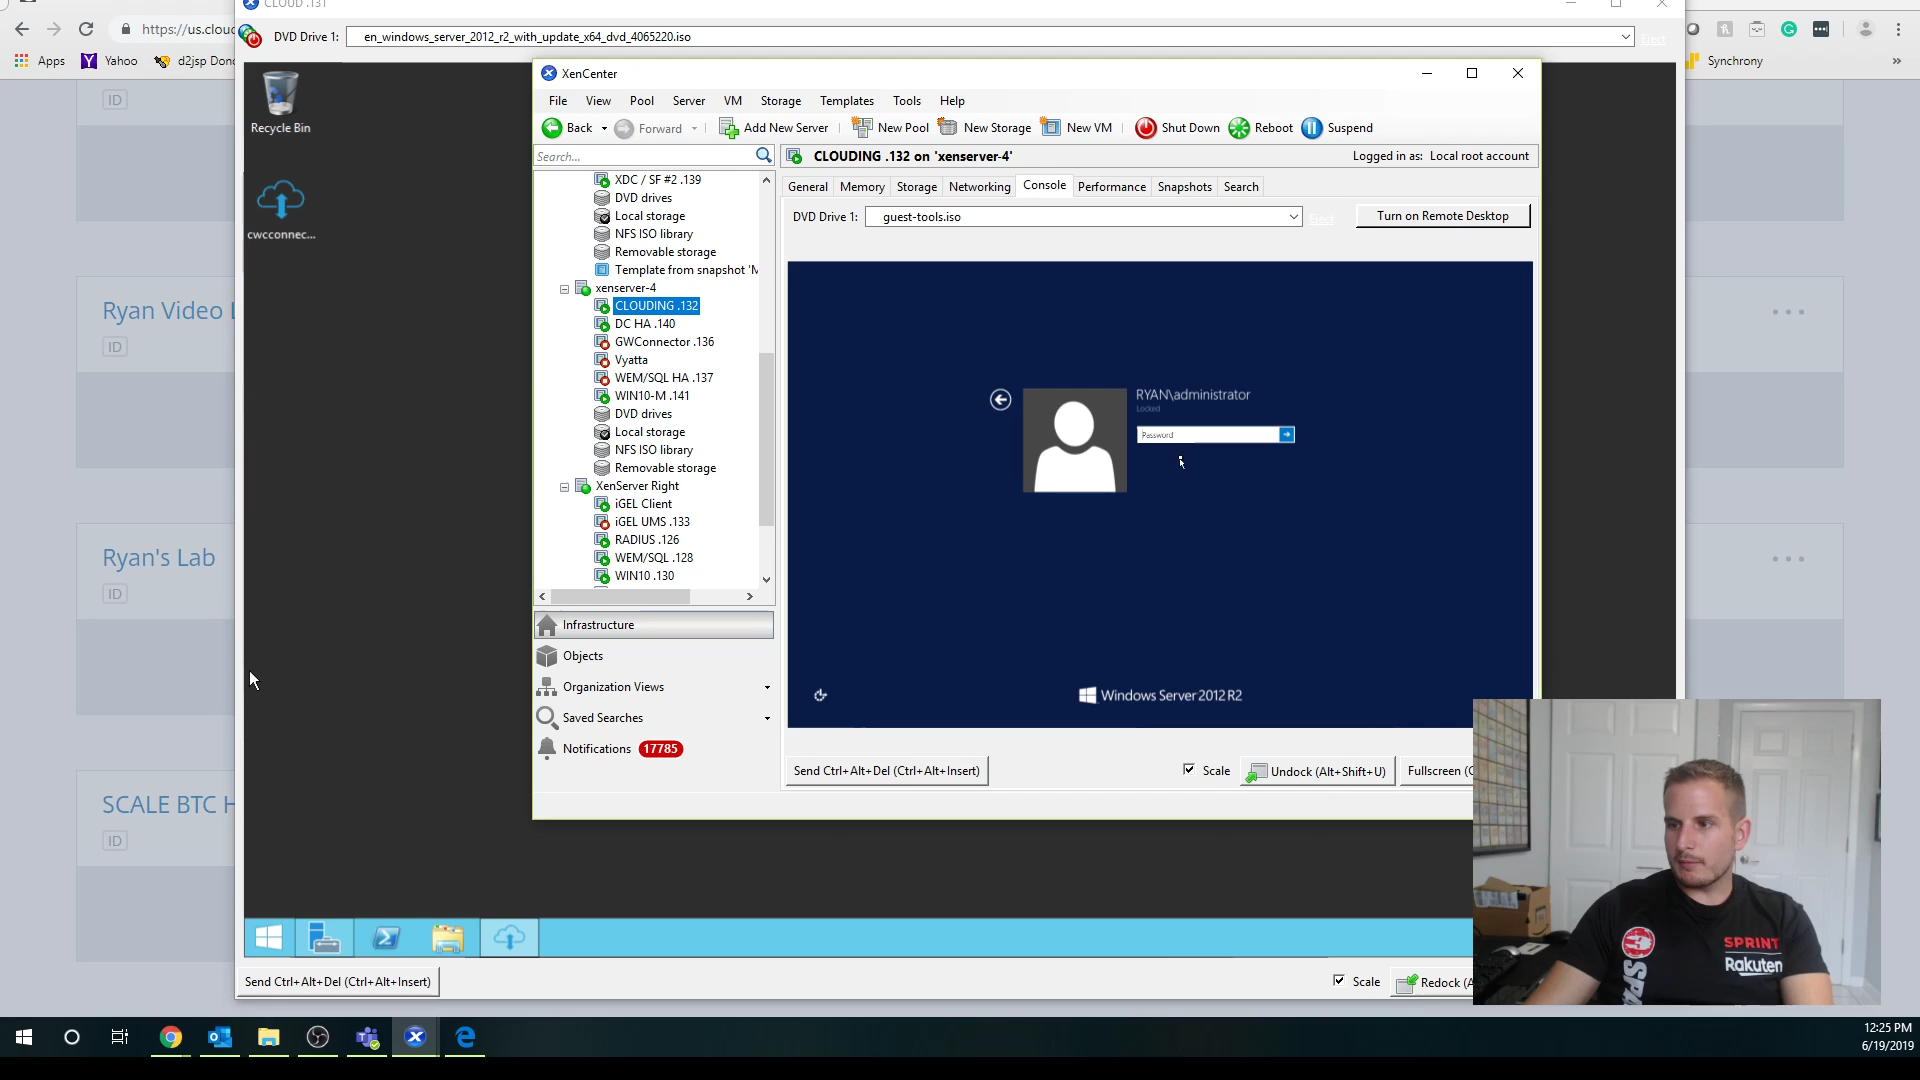 CLOUD .131
https://us.cloud
DVD Drive 1: en_windows_server_2012_r2_with_update_x64_dvd_4065220.iso
Eject
Apps Yahoo d2jsp Don
Synchrony
»
ID
Ryan Video L
ID
Ryan's Lab
ID
SCALE BTC H
ID
Recycle Bin
cwcconnec...
XenCenter
File View Pool Server VM Storage Templates Tools Help
Back Forward Add New Server New Pool New Storage New VM Shut Down Reboot Suspend
Search...
CLOUDING .132 on 'xenserver-4'
Logged in as: Local root account
General Memory Storage Networking Console Performance Snapshots Search
DVD Drive 1: guest-tools.iso
Eject
Turn on Remote Desktop
XDC / SF #2 .139
DVD drives
Local storage
NFS ISO library
Removable storage
Template from snapshot 'M
xenserver-4
CLOUDING .132
DC HA .140
GWConnector .136
Vyatta
WEM/SQL HA .137
WIN10-M .141
DVD drives
Local storage
NFS ISO library
Removable storage
XenServer Right
iGEL Client
iGEL UMS .133
RADIUS .126
WEM/SQL .128
WIN10 .130
Infrastructure
Objects
Organization Views
Saved Searches
Notifications 17785
RYAN\administrator
Locked
Password
Windows Server 2012 R2
Send Ctrl+Alt+Del (Ctrl+Alt+Insert)
Scale
Undock (Alt+Shift+U)
Fullscreen (C
Send Ctrl+Alt+Del (Ctrl+Alt+Insert)
Scale
Redock (A
SPRINT
Rakuten
SPA
12:25 PM
6/19/2019